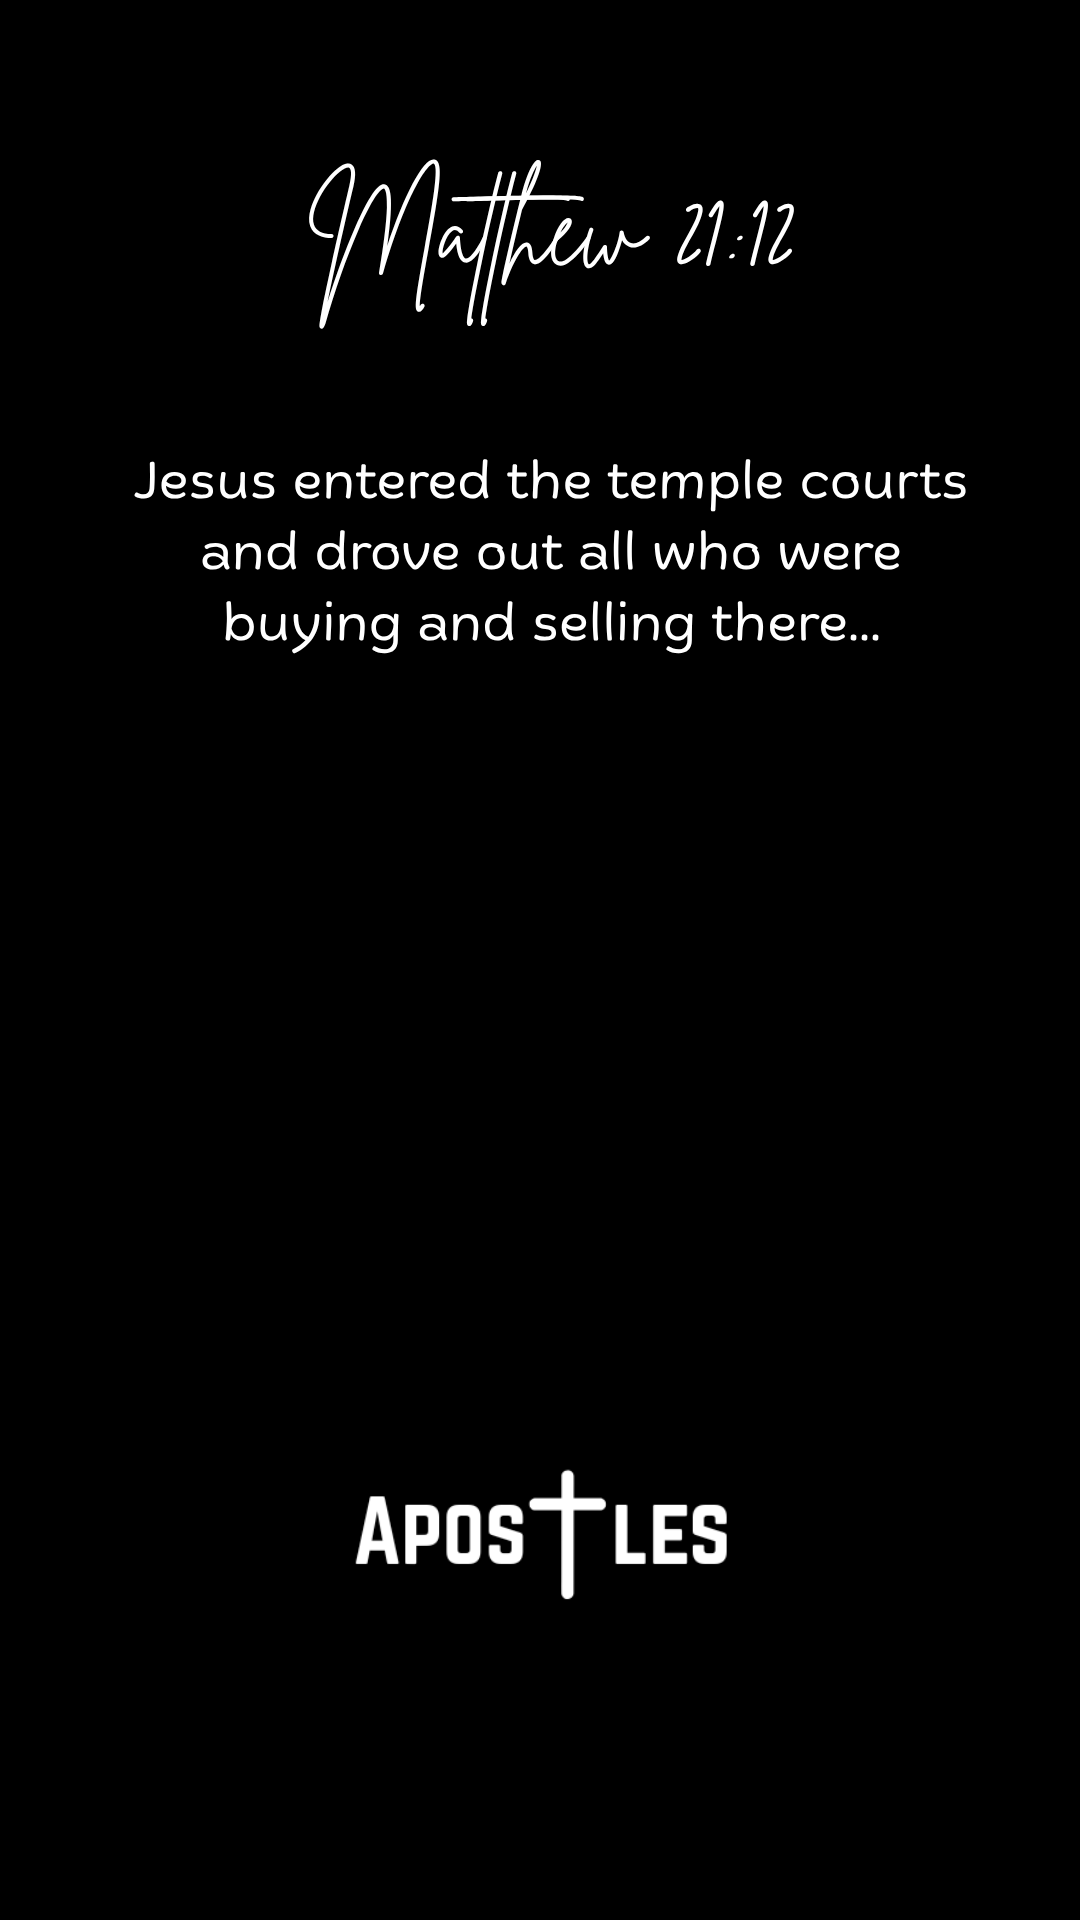 Matthew 21:12
Jesus entered the temple courts
and drove out all who were
buying and selling there...
Apostles